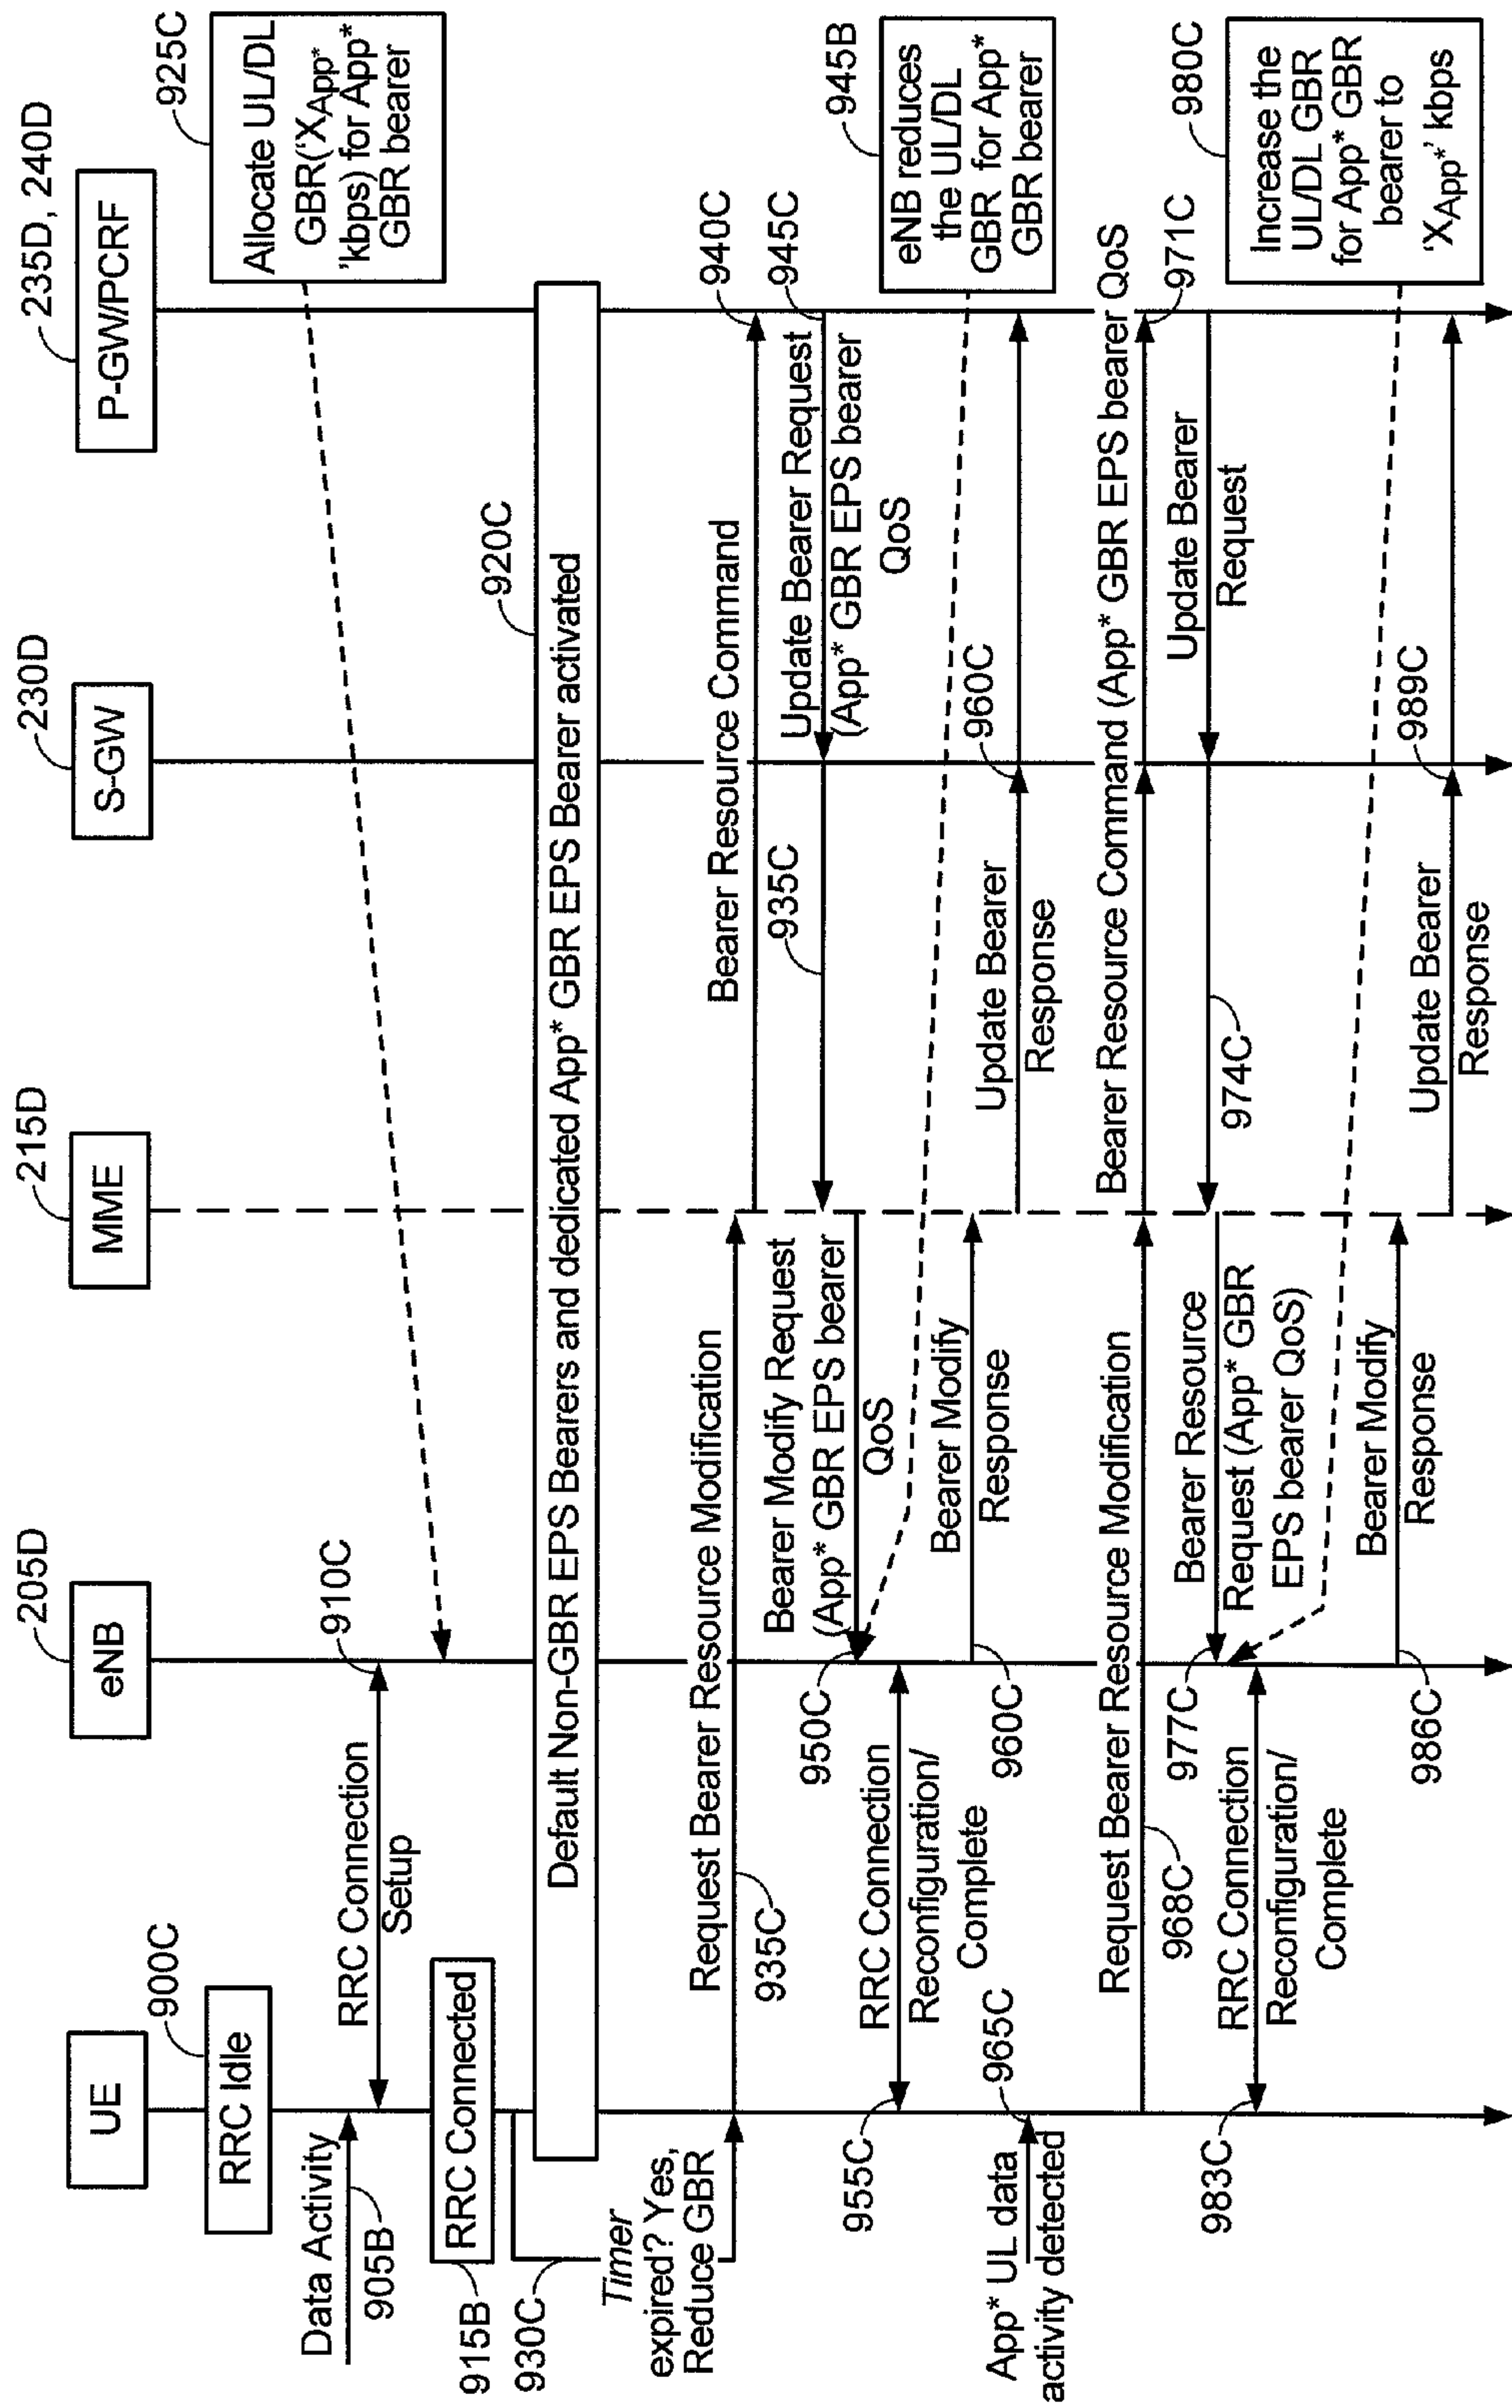 UE
eNB
205D
MME
215D
S-GW
230D
P-GW/PCRF
235D, 240D
900C
RRC Idle
Data Activity
905B
RRC Connection
Setup
910C
915B
RRC Connected
925C
Allocate UL/DL
GBR('XApp*
'kbps) for App*
GBR bearer
920C
Default Non-GBR EPS Bearers and dedicated App* GBR EPS Bearer activated
930C
Timer
expired? Yes,
Reduce GBR
Request Bearer Resource Modification
935C
Bearer Resource Command
940C
935C
Update Bearer Request
(App* GBR EPS bearer
QoS
945C
Bearer Modify Request
(App* GBR EPS bearer
QoS
950C
945B
eNB reduces
the UL/DL
GBR for App*
GBR bearer
955C
RRC Connection
Reconfiguration/
Complete
Bearer Modify
Response
960C
Update Bearer
Response
960C
App* UL data
activity detected
965C
Request Bearer Resource Modification
968C
Bearer Resource Command (App* GBR EPS bearer QoS
971C
Update Bearer
Request
974C
Bearer Resource
Request (App* GBR
EPS bearer QoS)
977C
980C
Increase the
UL/DL GBR
for App* GBR
bearer to
'XApp*' kbps
983C
RRC Connection
Reconfiguration/
Complete
Bearer Modify
Response
986C
Update Bearer
Response
989C